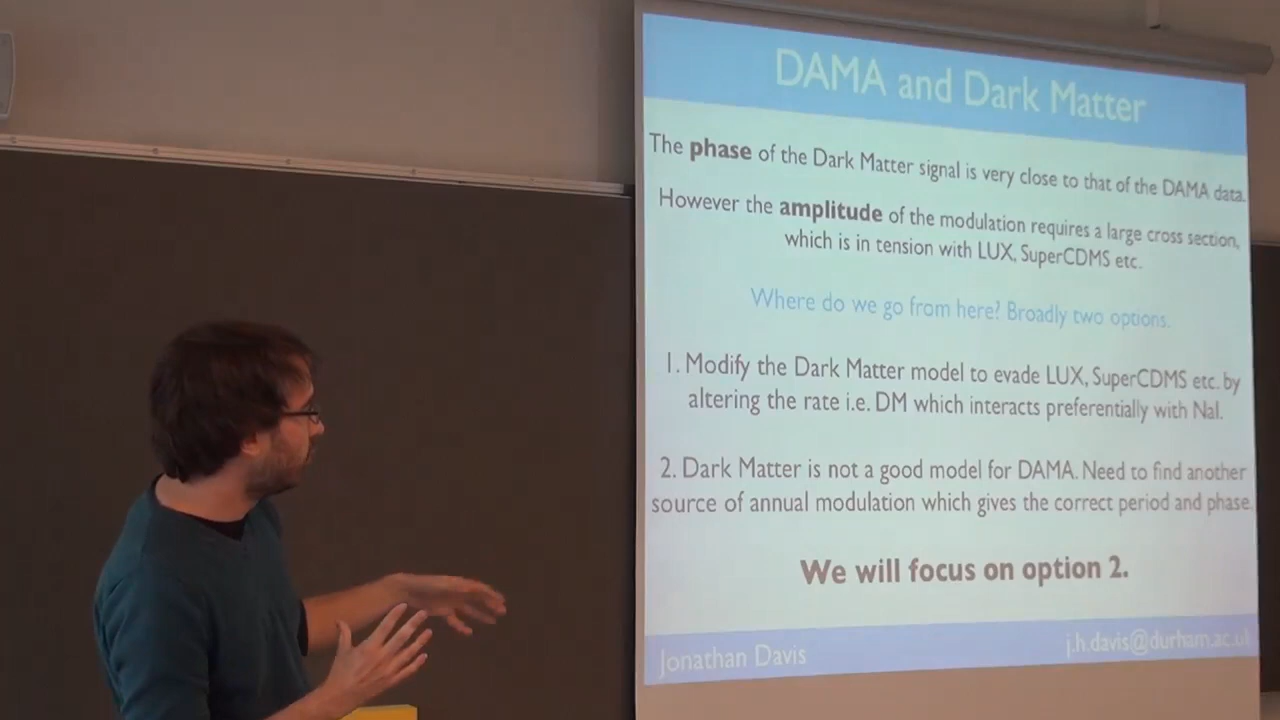 DAMA and Dark Matter
The phase of the Dark Matter signal is very close to that of the DAMA data.
However the amplitude of the modulation requires a large cross section,
which is in tension with LUX, SuperCDMS etc.
Where do we go from here? Broadly two options.
1. Modify the Dark Matter model to evade LUX, SuperCDMS etc. by
altering the rate i.e. DM which interacts preferentially with NaI.
2. Dark Matter is not a good model for DAMA. Need to find another
source of annual modulation which gives the correct period and phase.
We will focus on option 2.
Jonathan Davis
j.h.davis@durham.ac.uk